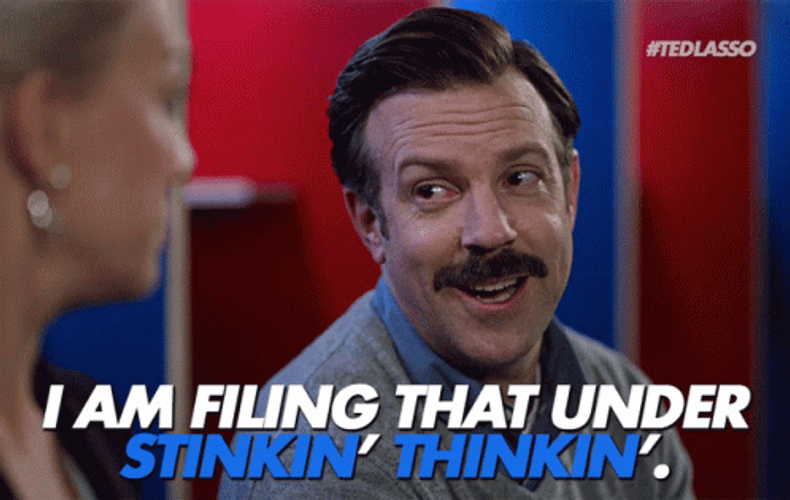 #TEDLASSO
I AM FILING THAT UNDER
STINKIN' THINKIN'.